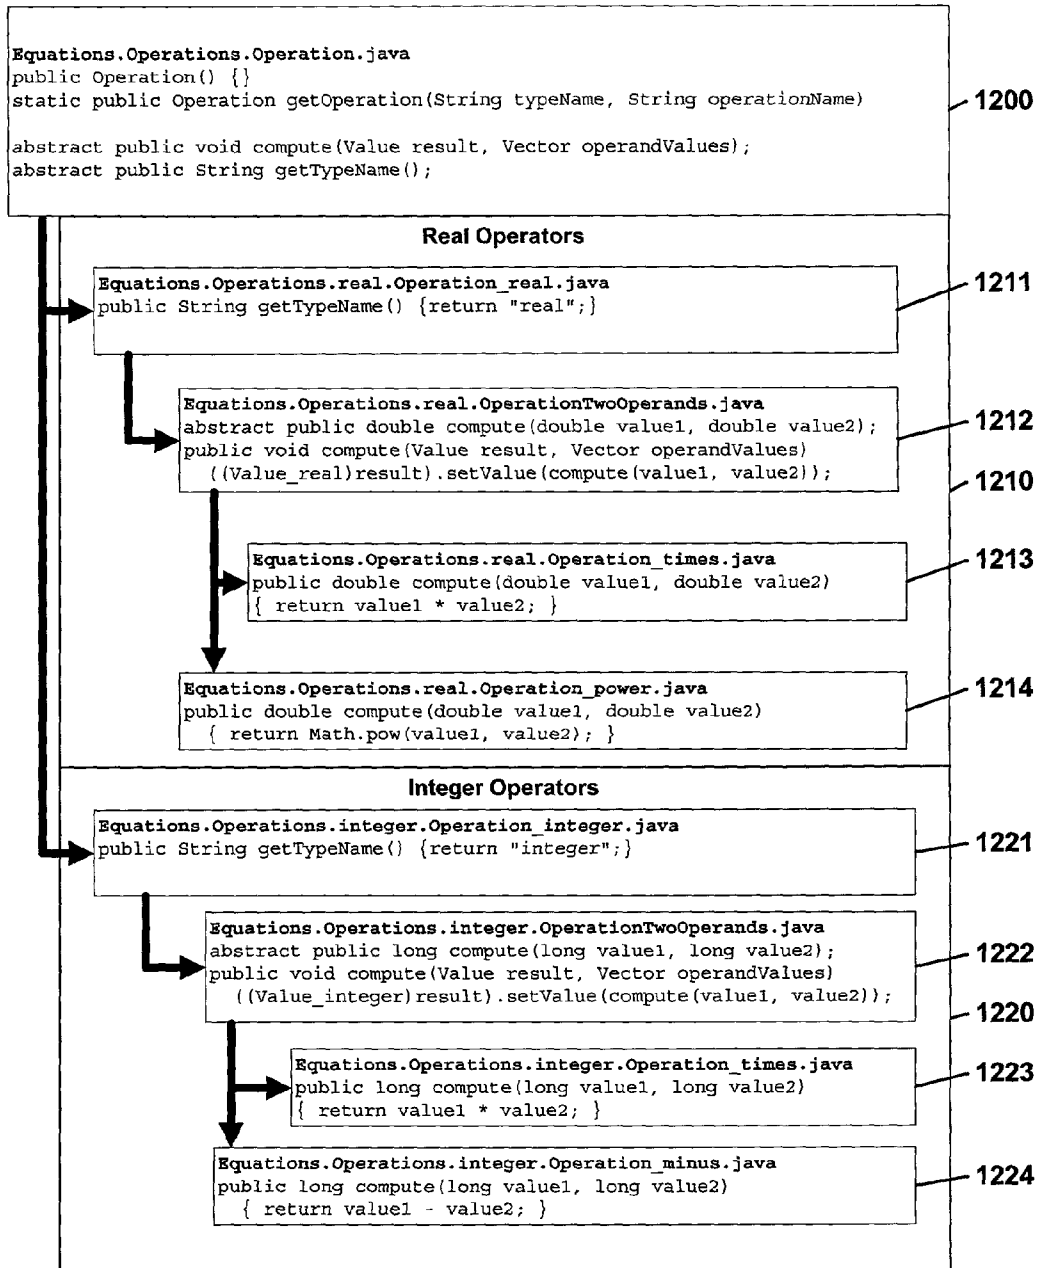 Equations.Operations.Operation.java
public Operation() {}
static public Operation getOperation(String typeName, String operationName)
abstract public void compute(Value result, Vector operandValues);
abstract public String getTypeName();
1200
Real Operators
Equations.Operations.real.Operation_real.java
public String getTypeName() {return "real";}
1211
Equations.Operations.real.OperationTwoOperands.java
abstract public double compute(double value1, double value2);
public void compute(Value result, Vector operandValues)
((Value_real)result).setValue(compute(value1, value2));
1212
1210
Equations.Operations.real.Operation_times.java
public double compute(double value1, double value2)
{ return value1 * value2; }
1213
Equations.Operations.real.Operation_power.java
public double compute(double value1, double value2)
{ return Math.pow(value1, value2); }
1214
Integer Operators
Equations.Operations.integer.Operation_integer.java
public String getTypeName() {return "integer";}
1221
Equations.Operations.integer.OperationTwoOperands.java
abstract public long compute(long value1, long value2);
public void compute(Value result, Vector operandValues)
((Value_integer)result).setValue(compute(value1, value2));
1222
1220
Equations.Operations.integer.Operation_times.java
public long compute(long value1, long value2)
{ return value1 * value2; }
1223
Equations.Operations.integer.Operation_minus.java
public long compute(long value1, long value2)
{ return value1 - value2; }
1224